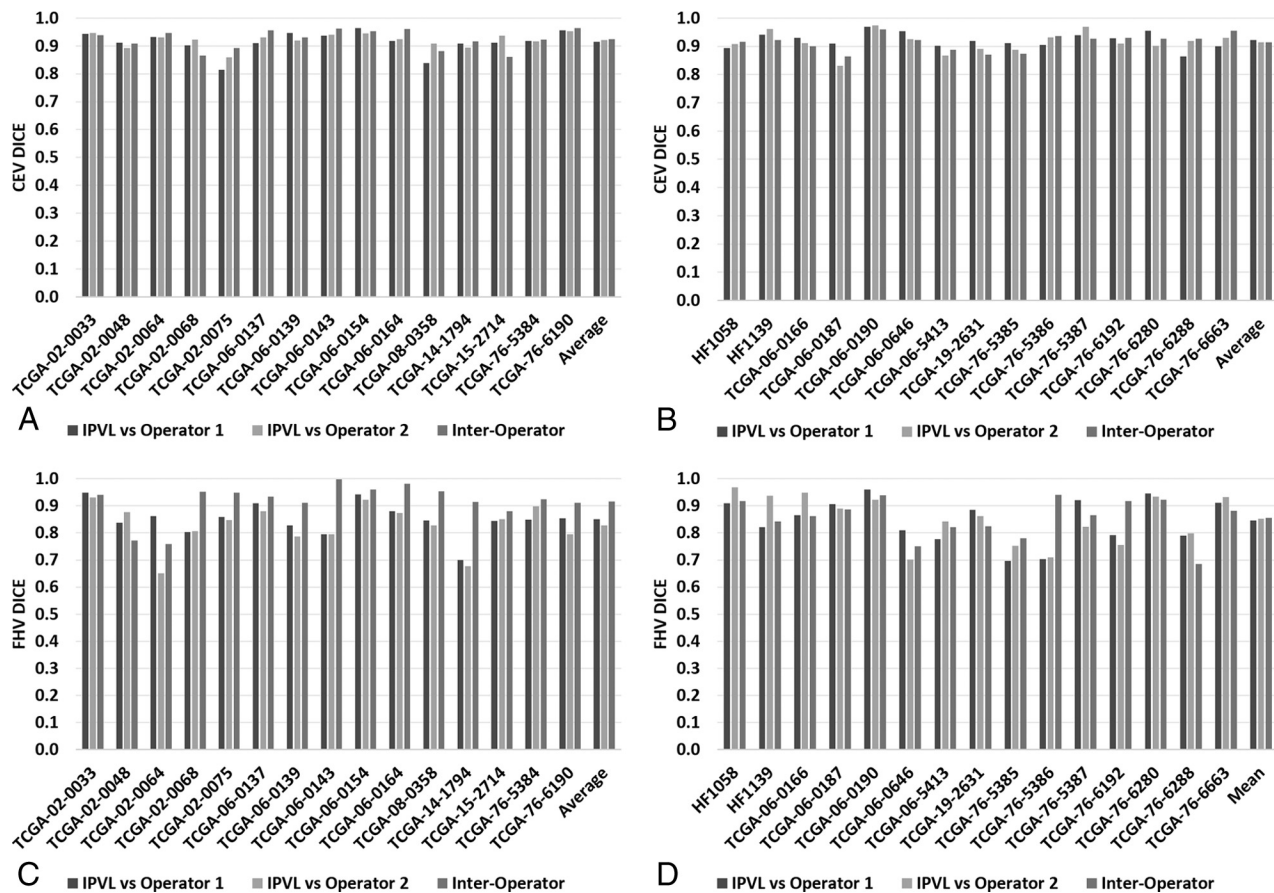 1.0
0.9
0.8
0.7
0.6
0.5
0.4
0.3
0.2
0.1
0.0
CEV DICE
TCGA-02-0033
TCGA-02-0048
TCGA-02-0064
TCGA-02-0068
TCGA-02-0075
TCGA-06-0137
TCGA-06-0139
TCGA-06-0143
TCGA-06-0154
TCGA-06-0164
TCGA-08-0358
TCGA-14-1794
TCGA-15-2714
TCGA-76-5384
TCGA-76-6190
Average
A
IPVL vs Operator 1 IPVL vs Operator 2 Inter-Operator
1.0
0.9
0.8
0.7
0.6
0.5
0.4
0.3
0.2
0.1
0.0
CEV DICE
HF1058
HF1139
TCGA-06-0166
TCGA-06-0187
TCGA-06-0190
TCGA-06-0646
TCGA-06-5413
TCGA-19-2631
TCGA-76-5385
TCGA-76-5386
TCGA-76-5387
TCGA-76-6192
TCGA-76-6280
TCGA-76-6288
TCGA-76-6663
Average
B
IPVL vs Operator 1 IPVL vs Operator 2 Inter-Operator
1.0
0.9
0.8
0.7
0.6
0.5
0.4
0.3
0.2
0.1
0.0
FHV DICE
TCGA-02-0033
TCGA-02-0048
TCGA-02-0064
TCGA-02-0068
TCGA-02-0075
TCGA-06-0137
TCGA-06-0139
TCGA-06-0143
TCGA-06-0154
TCGA-06-0164
TCGA-08-0358
TCGA-14-1794
TCGA-15-2714
TCGA-76-5384
TCGA-76-6190
Average
C
IPVL vs Operator 1 IPVL vs Operator 2 Inter-Operator
1.0
0.9
0.8
0.7
0.6
0.5
0.4
0.3
0.2
0.1
0.0
FHV DICE
HF1058
HF1139
TCGA-06-0166
TCGA-06-0187
TCGA-06-0190
TCGA-06-0646
TCGA-06-5413
TCGA-19-2631
TCGA-76-5385
TCGA-76-5386
TCGA-76-5387
TCGA-76-6192
TCGA-76-6280
TCGA-76-6288
TCGA-76-6663
Mean
D
IPVL vs Operator 1 IPVL vs Operator 2 Inter-Operator